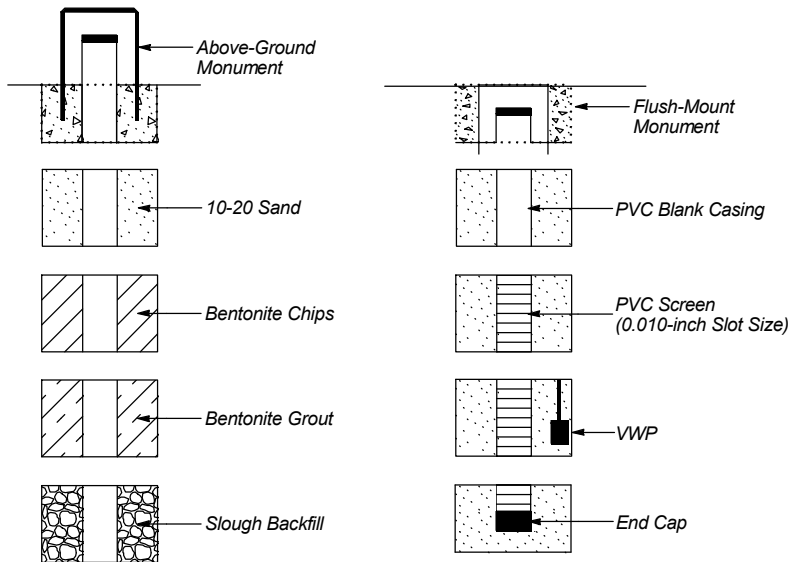 Above-Ground
Monument
10-20 Sand
Bentonite Chips
Bentonite Grout
Slough Backfill
Flush-Mount
Monument
PVC Blank Casing
PVC Screen
(0.010-inch Slot Size)
VWP
End Cap